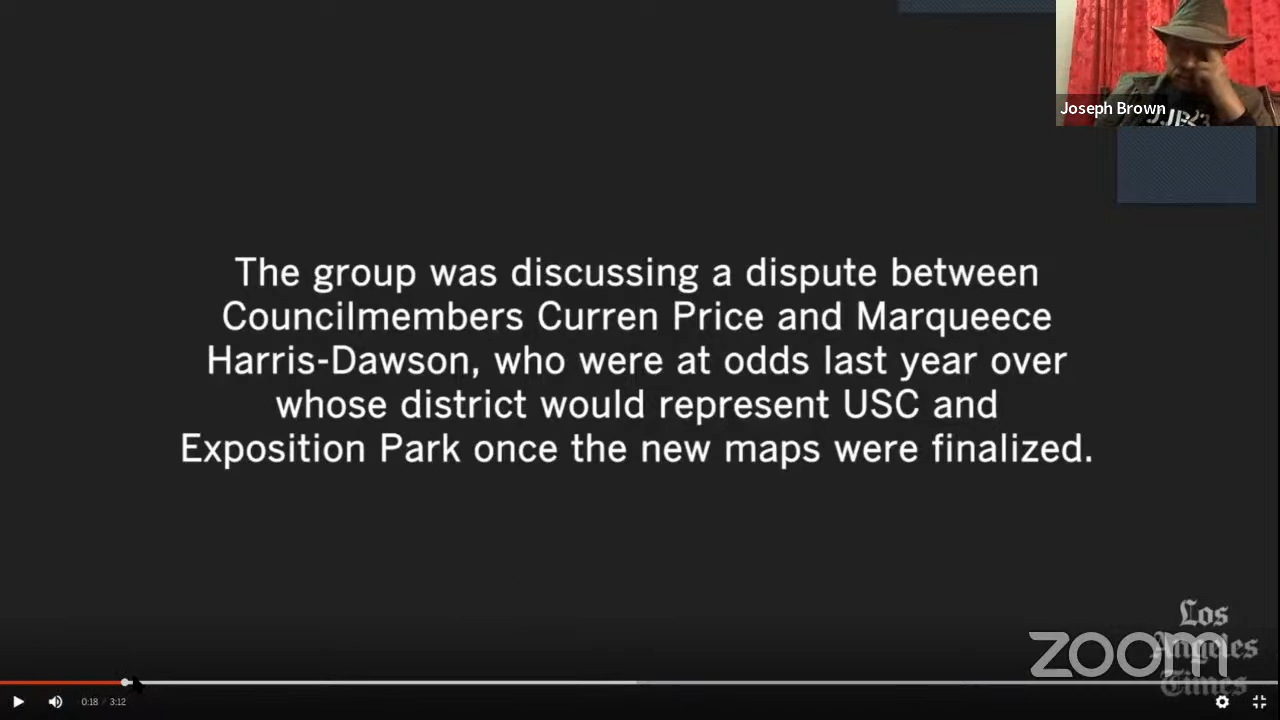 Joseph Brown
The group was discussing a dispute between
Councilmembers Curren Price and Marqueece
Harris-Dawson, who were at odds last year over
whose district would represent USC and
Exposition Park once the new maps were finalized.
Los
Angeles
Times
zoom
0:18 / 3:12